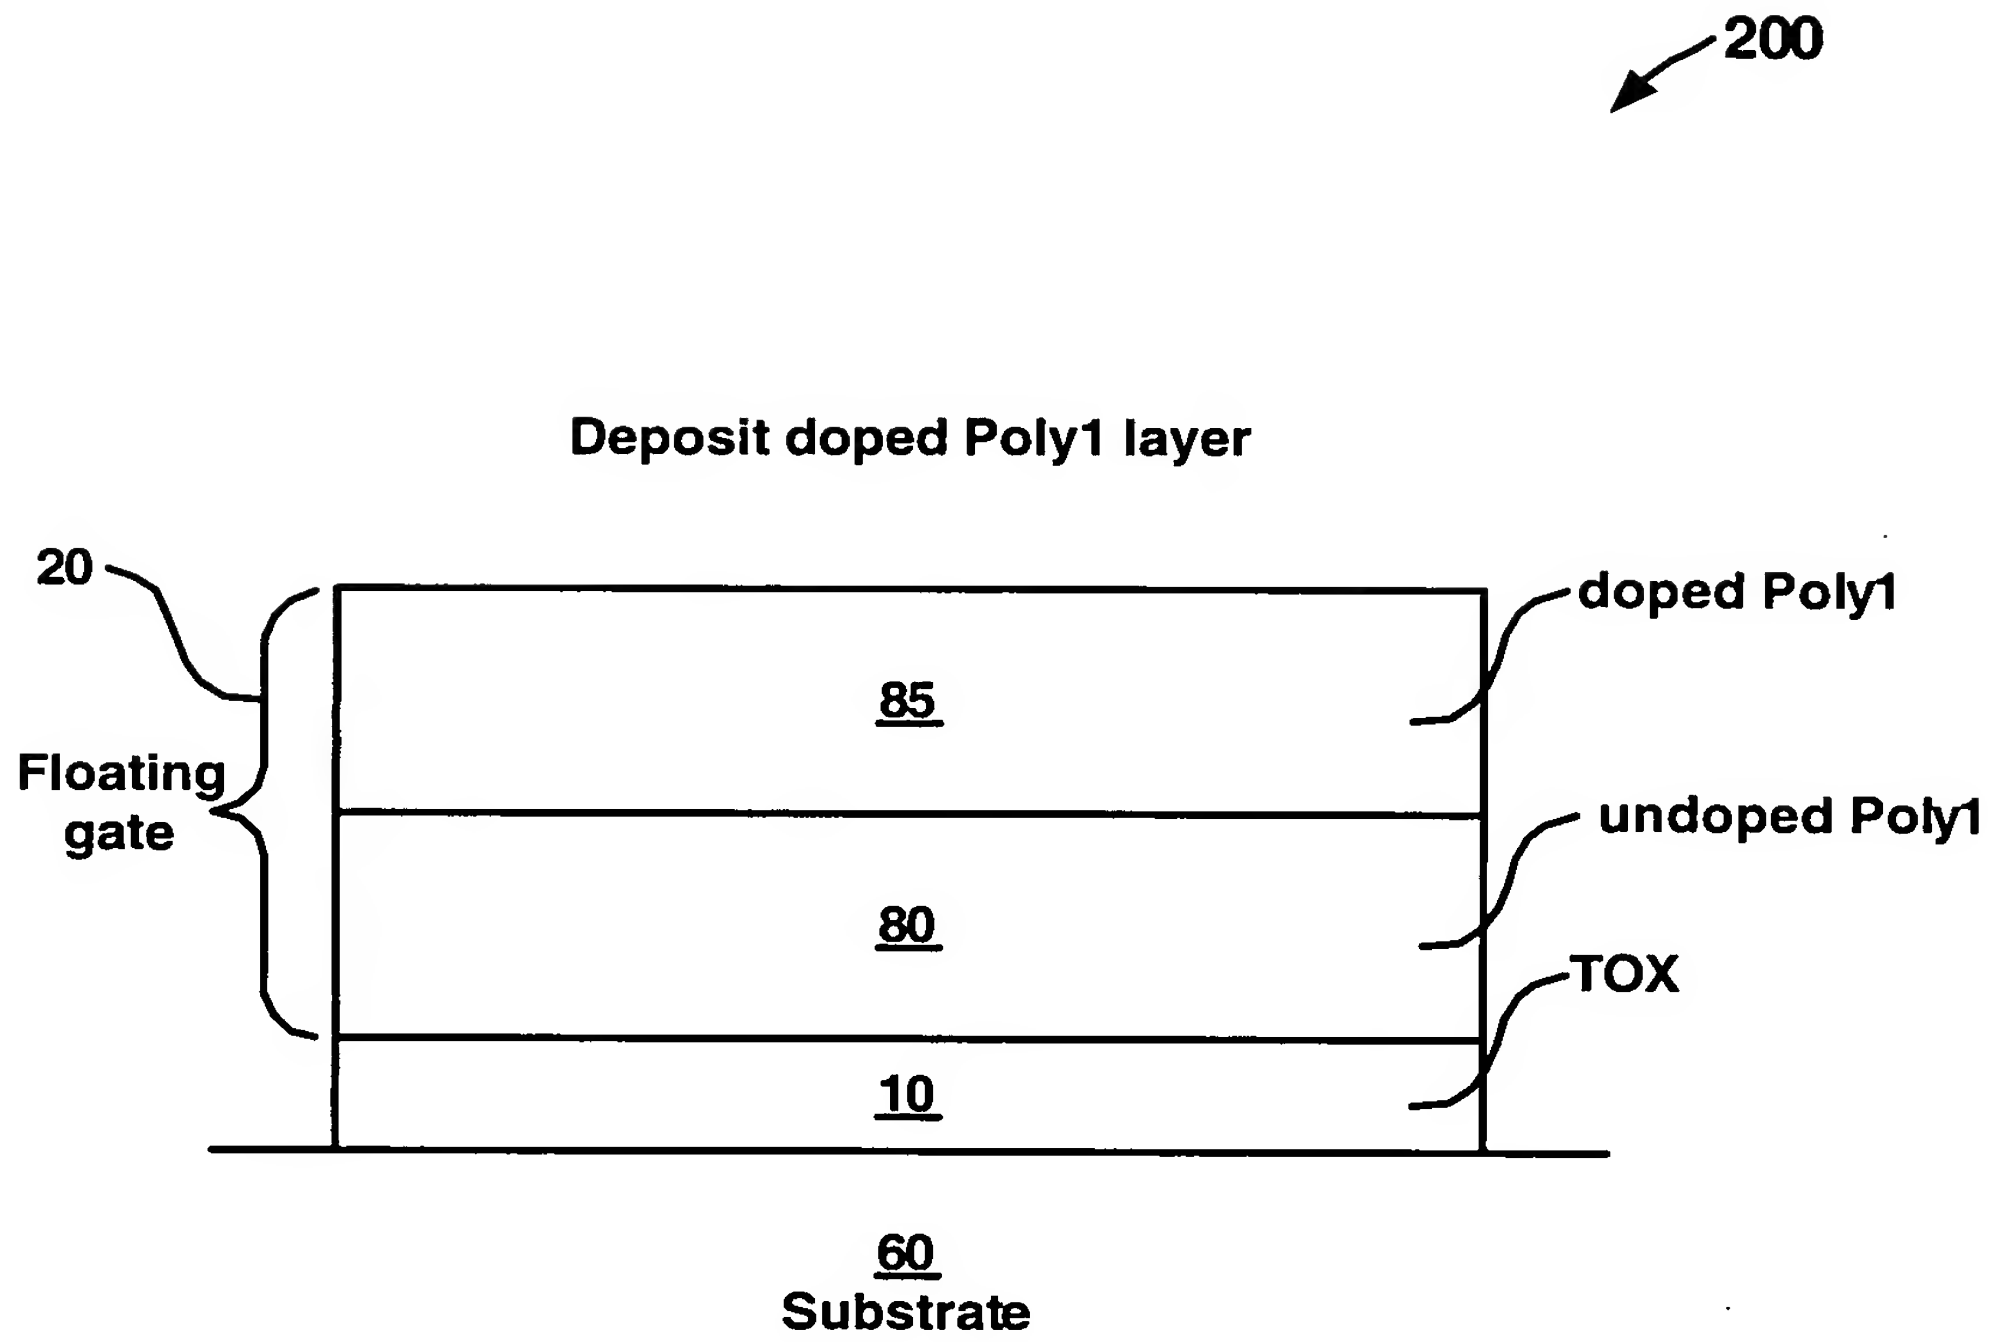 200
Deposit doped Poly1 layer
20
doped Poly1
85
Floating
gate
undoped Poly1
80
TOX
10
60
Substrate